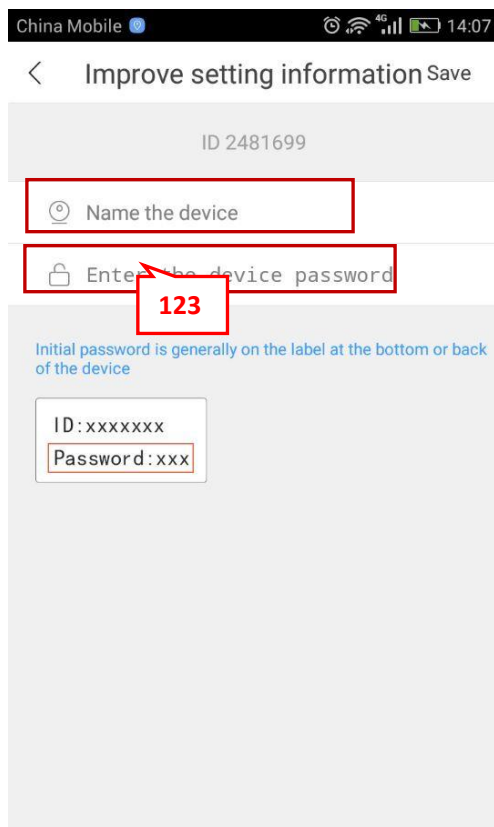 China Mobile 4G 14:07
Improve setting information Save
ID 2481699
Name the device
Enter the device password
123
Initial password is generally on the label at the bottom or back
of the device
ID:xxxxxxx
Password:xxx